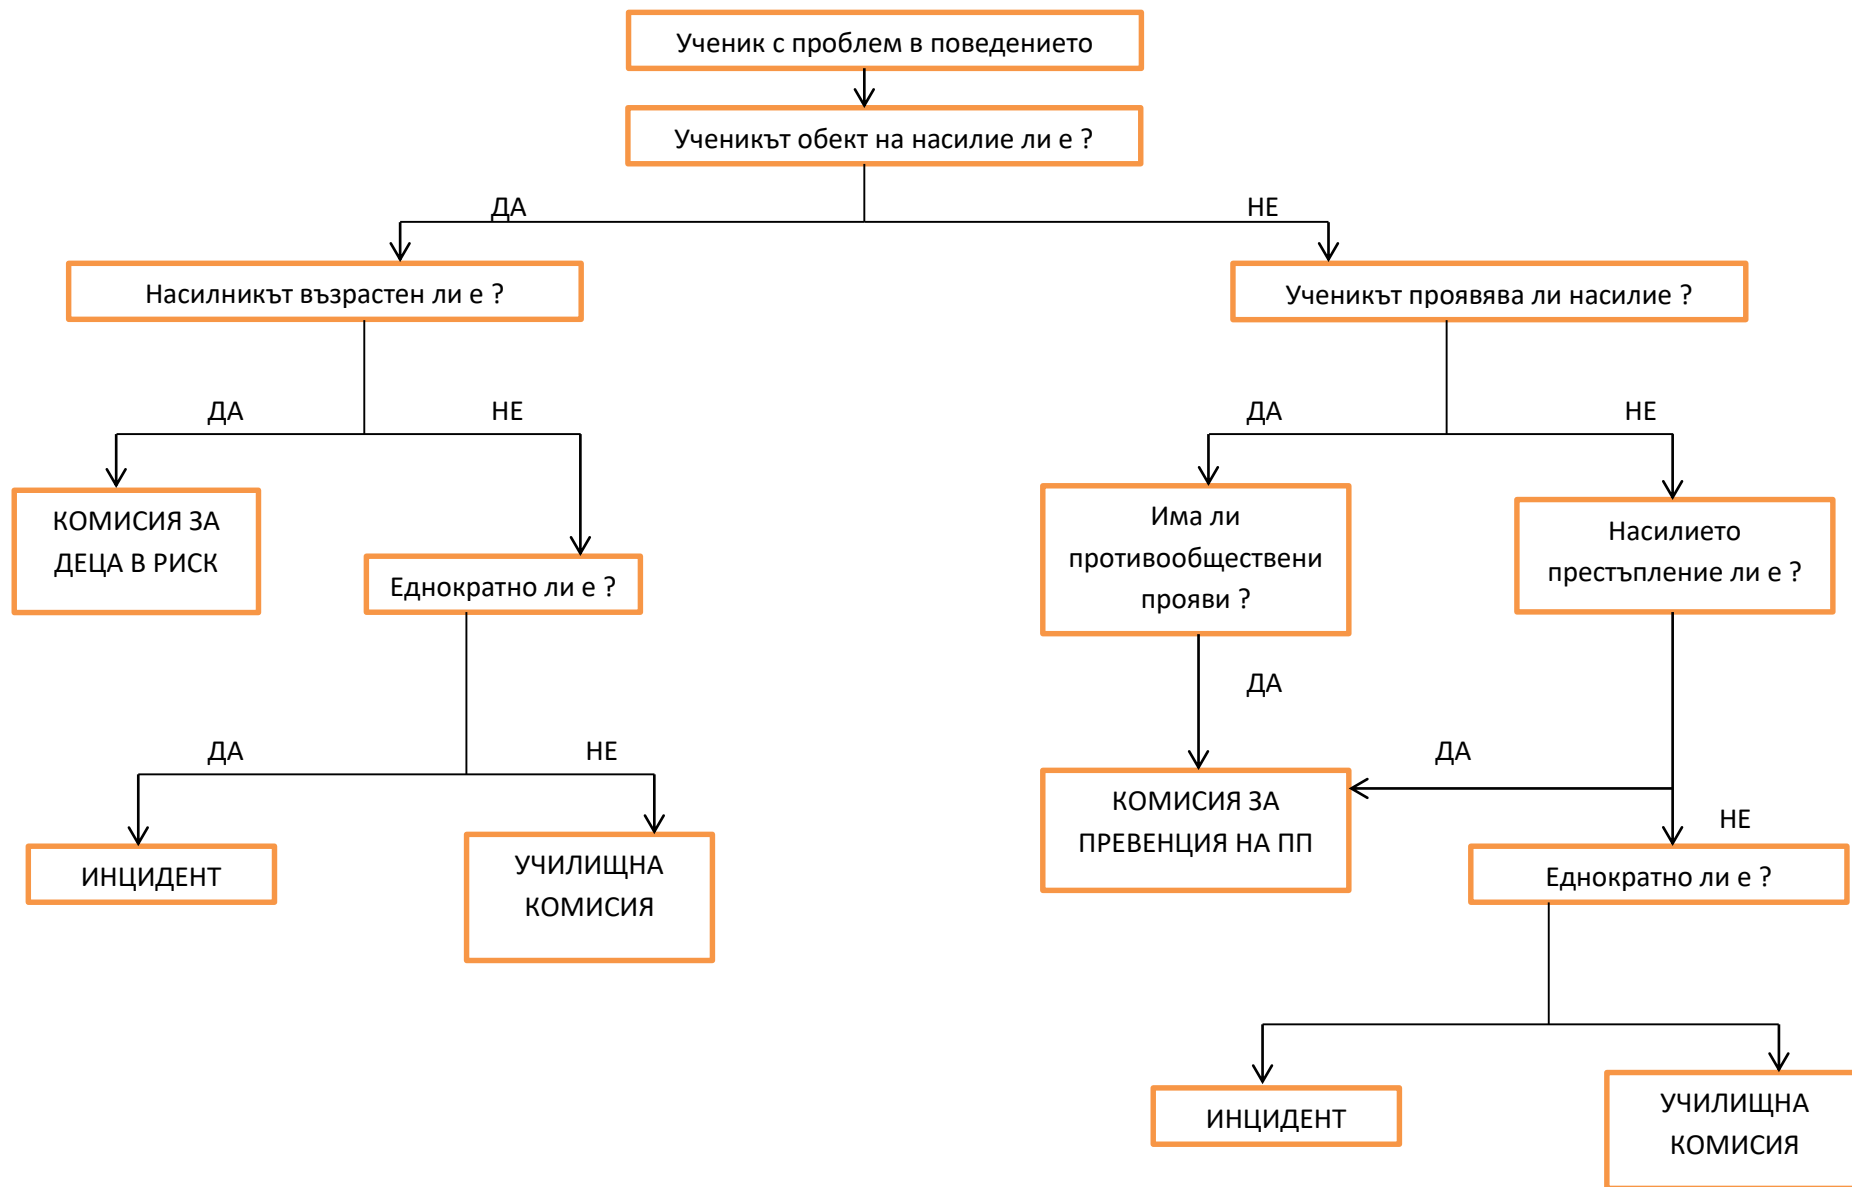 Ученик с проблем в поведението
Ученикът обект на насилие ли е ?
ДА
НЕ
Насилникът възрастен ли е ?
Ученикът проявява ли насилие ?
ДА
НЕ
ДА
НЕ
КОМИСИЯ ЗА
ДЕЦА В РИСК
Еднократно ли е ?
Има ли
противообществени
прояви ?
Насилието
престъпление ли е ?
ДА
ДА
НЕ
ДА
НЕ
КОМИСИЯ ЗА
ПРЕВЕНЦИЯ НА ПП
ИНЦИДЕНТ
УЧИЛИЩНА
КОМИСИЯ
Еднократно ли е ?
ИНЦИДЕНТ
УЧИЛИЩНА
КОМИСИЯ